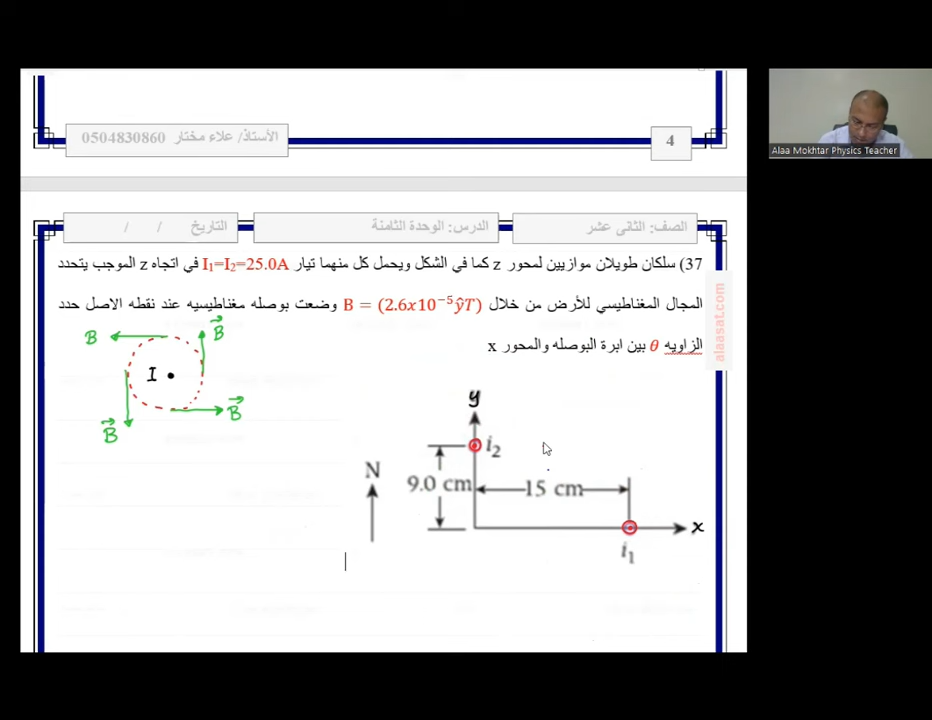 الأستاذ/ علاء مختار 0504830860
4
Alaa Mokhtar Physics Teacher
الصف: الثانى عشر
الدرس: الوحدة الثامنة
التاريخ / /
37) سلكان طويلان موازيين لمحور z كما في الشكل ويحمل كل منهما تيار I₁=I₂=25.0A في اتجاه z الموجب يتحدد
المجال المغناطيسي للأرض من خلال B = (2.6x10⁻⁵ŷT) وضعت بوصله مغناطيسيه عند نقطه الاصل حدد
الزاويه θ بين ابرة البوصله والمحور x
alaasat.com
B
B
I
B
B
y
i₂
N
9.0 cm
15 cm
x
i₁